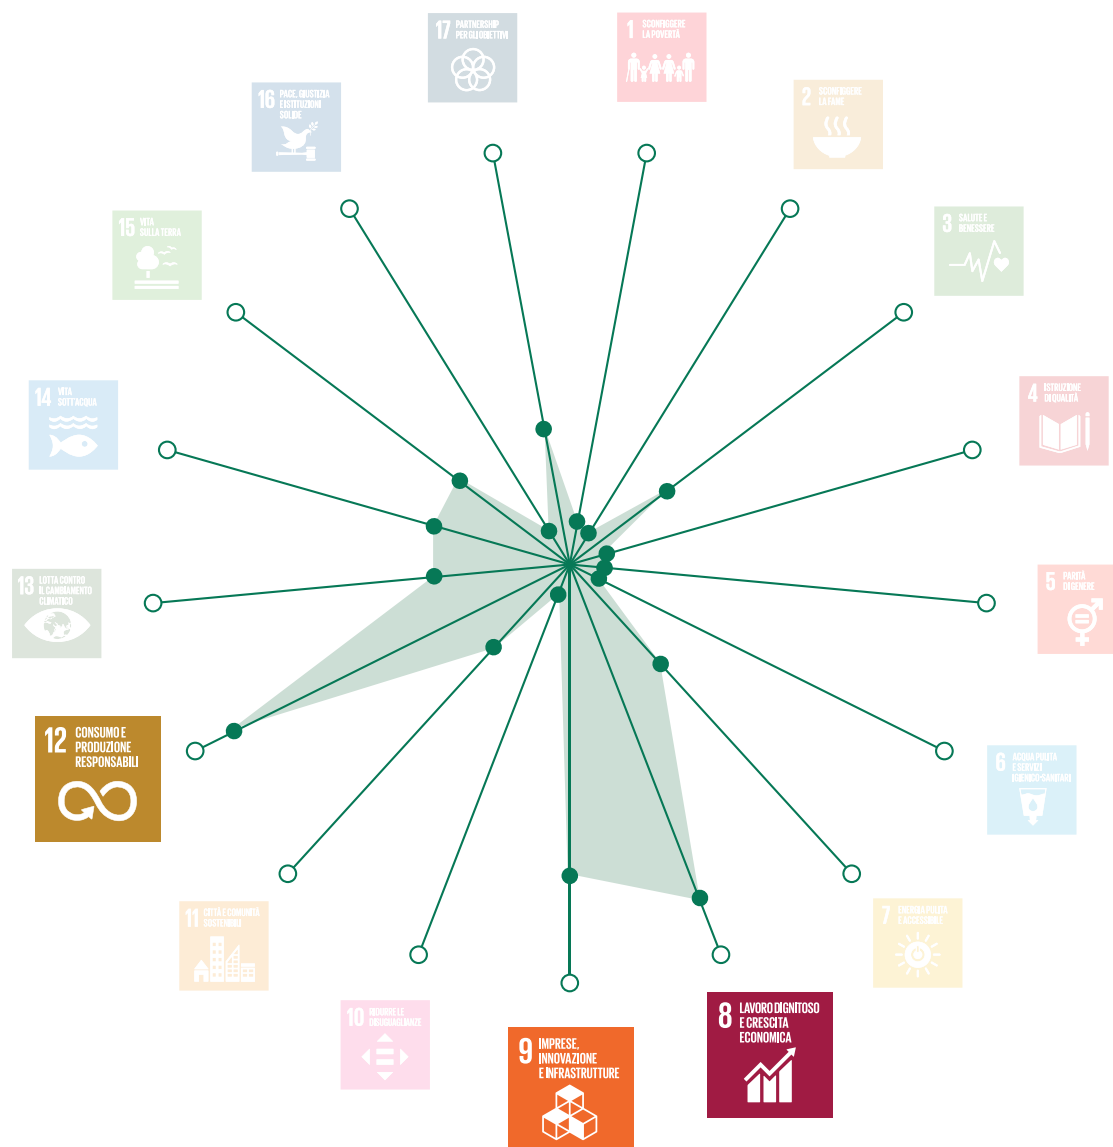 17 PARTNERSHIP
PER GLI OBIETTIVI
1 SCONFIGGERE
LA POVERTÀ
16 PACE, GIUSTIZIA
E ISTITUZIONI
SOLIDE
2 SCONFIGGERE
LA FAME
15 VITA
SULLA TERRA
3 SALUTE E
BENESSERE
14 VITA
SOTT'ACQUA
4 ISTRUZIONE
DI QUALITÀ
13 LOTTA CONTRO
IL CAMBIAMENTO
CLIMATICO
5 PARITÀ
DI GENERE
12 CONSUMO E
PRODUZIONE
RESPONSABILI
6 ACQUA PULITA
E SERVIZI
IGIENICO-SANITARI
11 CITTÀ E COMUNITÀ
SOSTENIBILI
7 ENERGIA PULITA
E ACCESSIBILE
10 RIDURRE LE
DISUGUAGLIANZE
8 LAVORO DIGNITOSO
E CRESCITA
ECONOMICA
9 IMPRESE,
INNOVAZIONE
E INFRASTRUTTURE